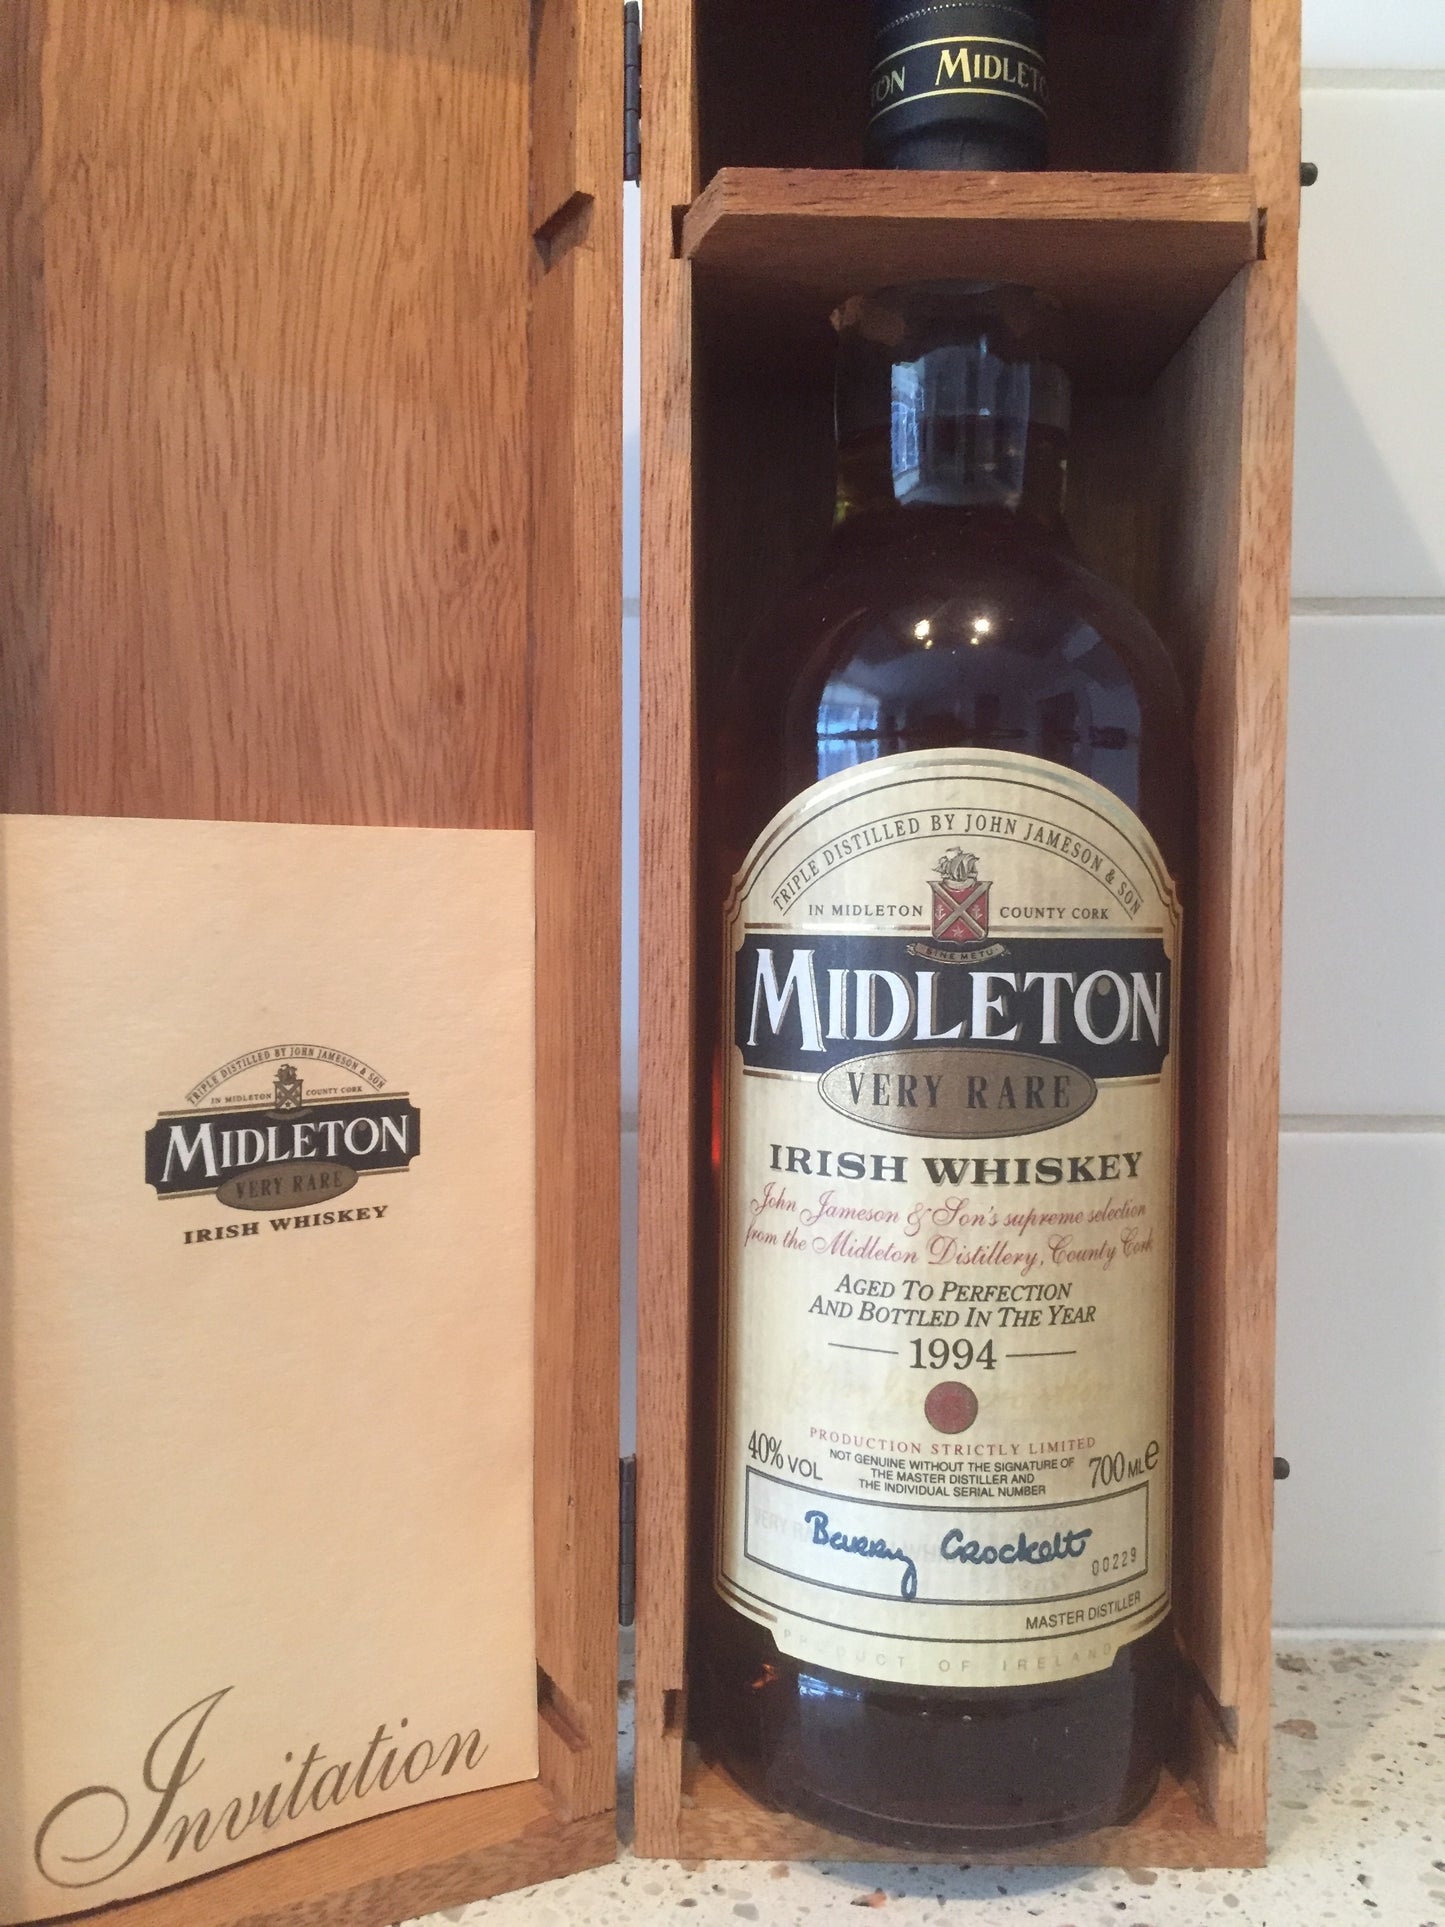 TON MIDLETO
TRIPLE DISTILLED BY JOHN JAMESON & SON
IN MIDLETON COUNTY CORK
SINE METU
MIDLETON
VERY RARE
IRISH WHISKEY
John Jameson & Son's supreme selection
from the Midleton Distillery, County Cork
AGED TO PERFECTION
AND BOTTLED IN THE YEAR
1994
PRODUCTION STRICTLY LIMITED
40% VOL
NOT GENUINE WITHOUT THE SIGNATURE OF
THE MASTER DISTILLER AND
THE INDIVIDUAL SERIAL NUMBER
700 ML e
Barry Crockett
00229
MASTER DISTILLER
PRODUCT OF IRELAND
TRIPLE DISTILLED BY JOHN JAMESON & SON
IN MIDLETON COUNTY CORK
MIDLETON
VERY RARE
IRISH WHISKEY
Invitation